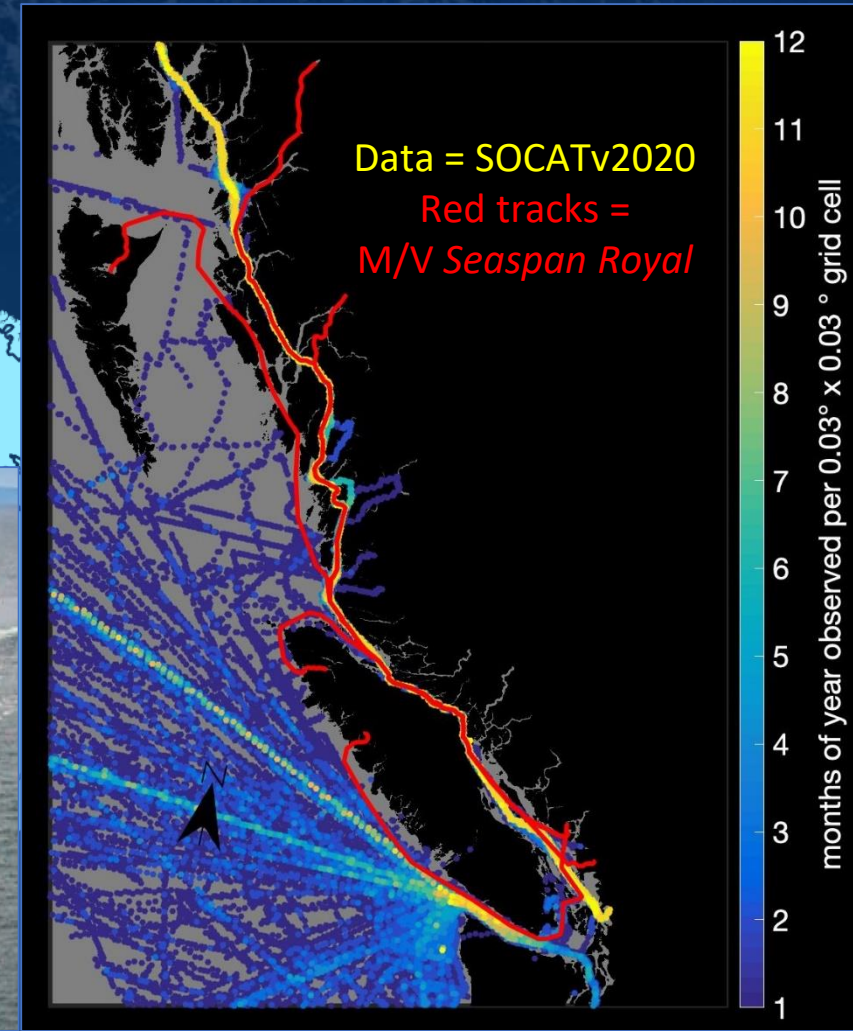 Data = SOCATv2020
Red tracks =
M/V Seaspan Royal
N
12
11
10
9
8
7
6
5
4
3
2
1
months of year observed per 0.03° x 0.03 ° grid cell